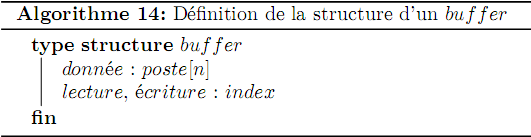 Algorithme 14: Définition de la structure d'un buffer
type structure buffer
donnée : poste[n]
lecture, écriture : index
fin